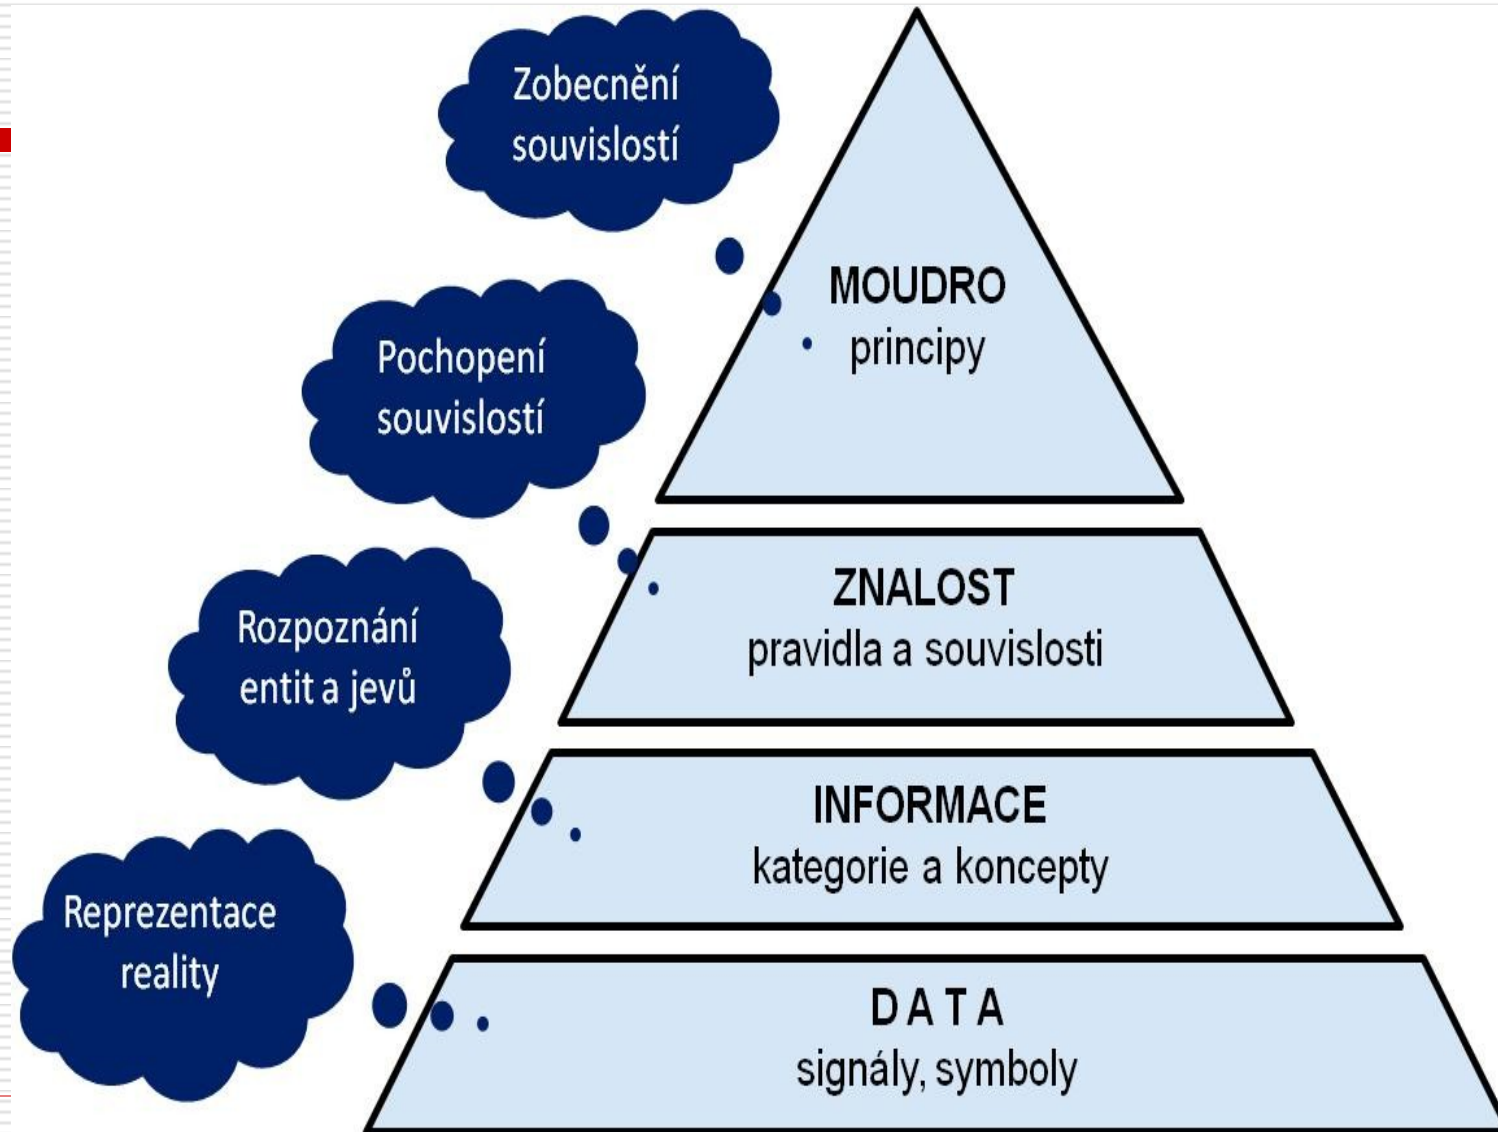 Zobecnění
souvislostí
MOUDRO
principy
Pochopení
souvislostí
ZNALOST
pravidla a souvislosti
Rozpoznání
entit a jevů
INFORMACE
kategorie a koncepty
Reprezentace
reality
DATA
signály, symboly